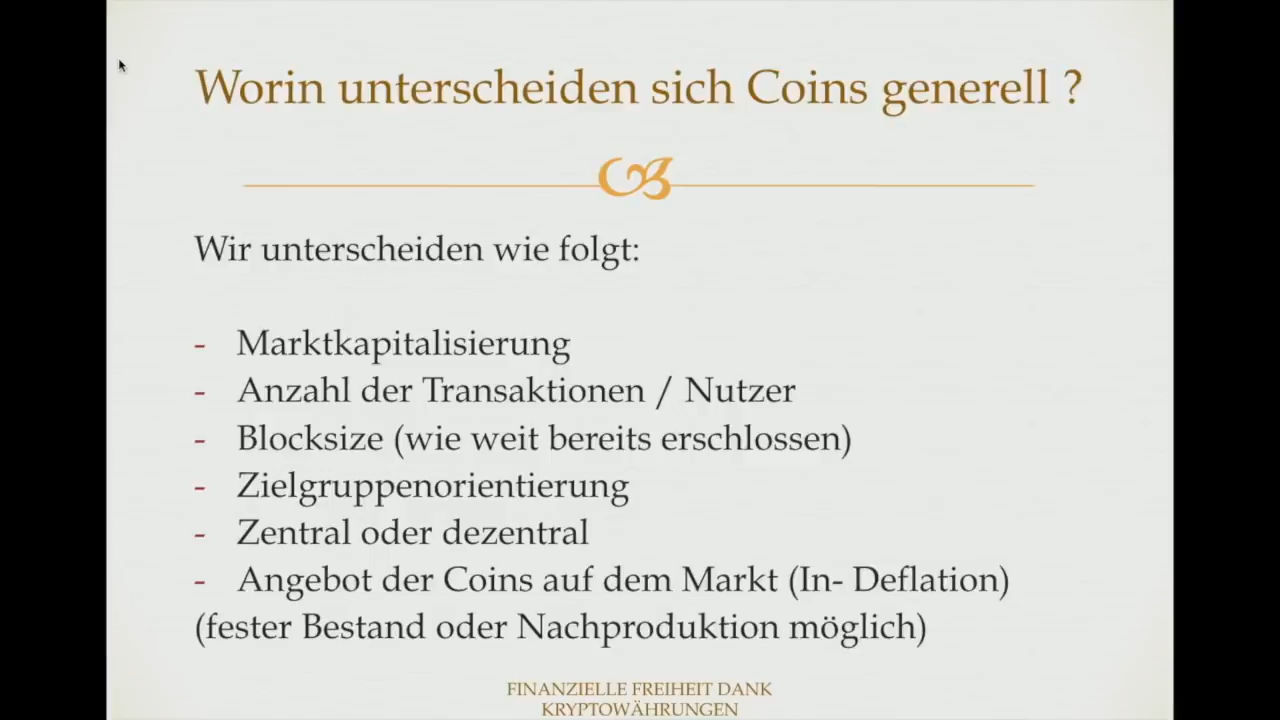 Worin unterscheiden sich Coins generell ?
Wir unterscheiden wie folgt:
- Marktkapitalisierung
- Anzahl der Transaktionen / Nutzer
- Blocksize (wie weit bereits erschlossen)
- Zielgruppenorientierung
- Zentral oder dezentral
- Angebot der Coins auf dem Markt (In- Deflation)
(fester Bestand oder Nachproduktion möglich)
FINANZIELLE FREIHEIT DANK
KRYPTOWÄHRUNGEN